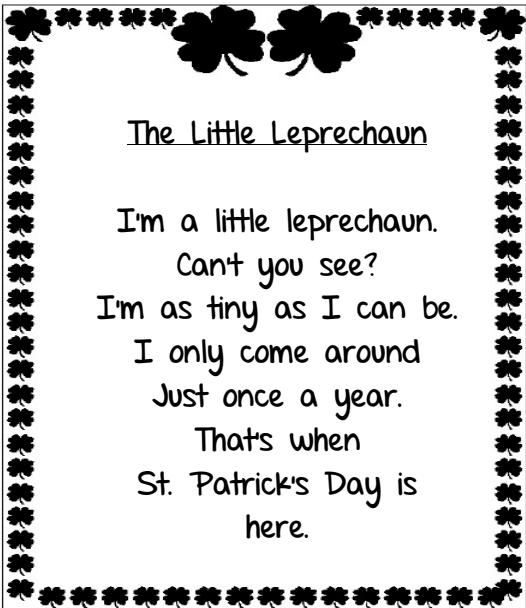 The Little Leprechaun
I'm a little leprechaun.
Can't you see?
I'm as tiny as I can be.
I only come around
Just once a year.
That's when
St. Patrick's Day is
here.